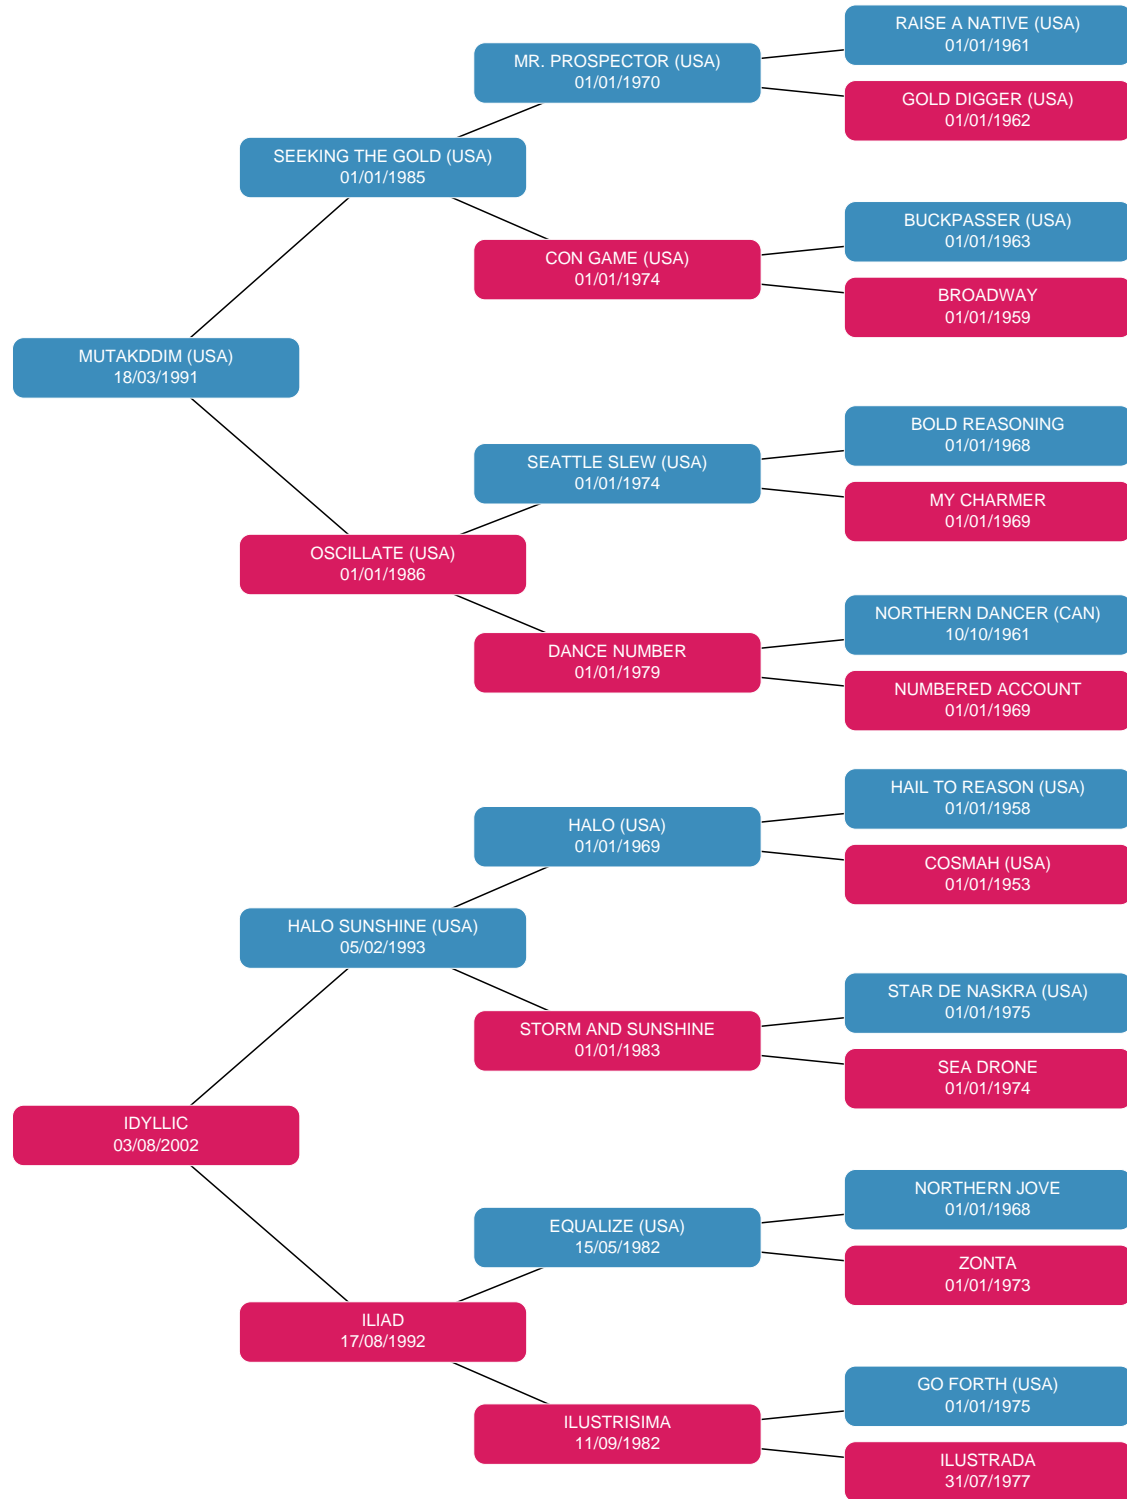 RAISE A NATIVE (USA)
01/01/1961
MR. PROSPECTOR (USA)
01/01/1970
GOLD DIGGER (USA)
01/01/1962
SEEKING THE GOLD (USA)
01/01/1985
BUCKPASSER (USA)
01/01/1963
CON GAME (USA)
01/01/1974
BROADWAY
01/01/1959
MUTAKDDIM (USA)
18/03/1991
BOLD REASONING
01/01/1968
SEATTLE SLEW (USA)
01/01/1974
MY CHARMER
01/01/1969
OSCILLATE (USA)
01/01/1986
NORTHERN DANCER (CAN)
10/10/1961
DANCE NUMBER
01/01/1979
NUMBERED ACCOUNT
01/01/1969
HAIL TO REASON (USA)
01/01/1958
HALO (USA)
01/01/1969
COSMAH (USA)
01/01/1953
HALO SUNSHINE (USA)
05/02/1993
STAR DE NASKRA (USA)
01/01/1975
STORM AND SUNSHINE
01/01/1983
SEA DRONE
01/01/1974
IDYLLIC
03/08/2002
NORTHERN JOVE
01/01/1968
EQUALIZE (USA)
15/05/1982
ZONTA
01/01/1973
ILIAD
17/08/1992
GO FORTH (USA)
01/01/1975
ILUSTRISIMA
11/09/1982
ILUSTRADA
31/07/1977